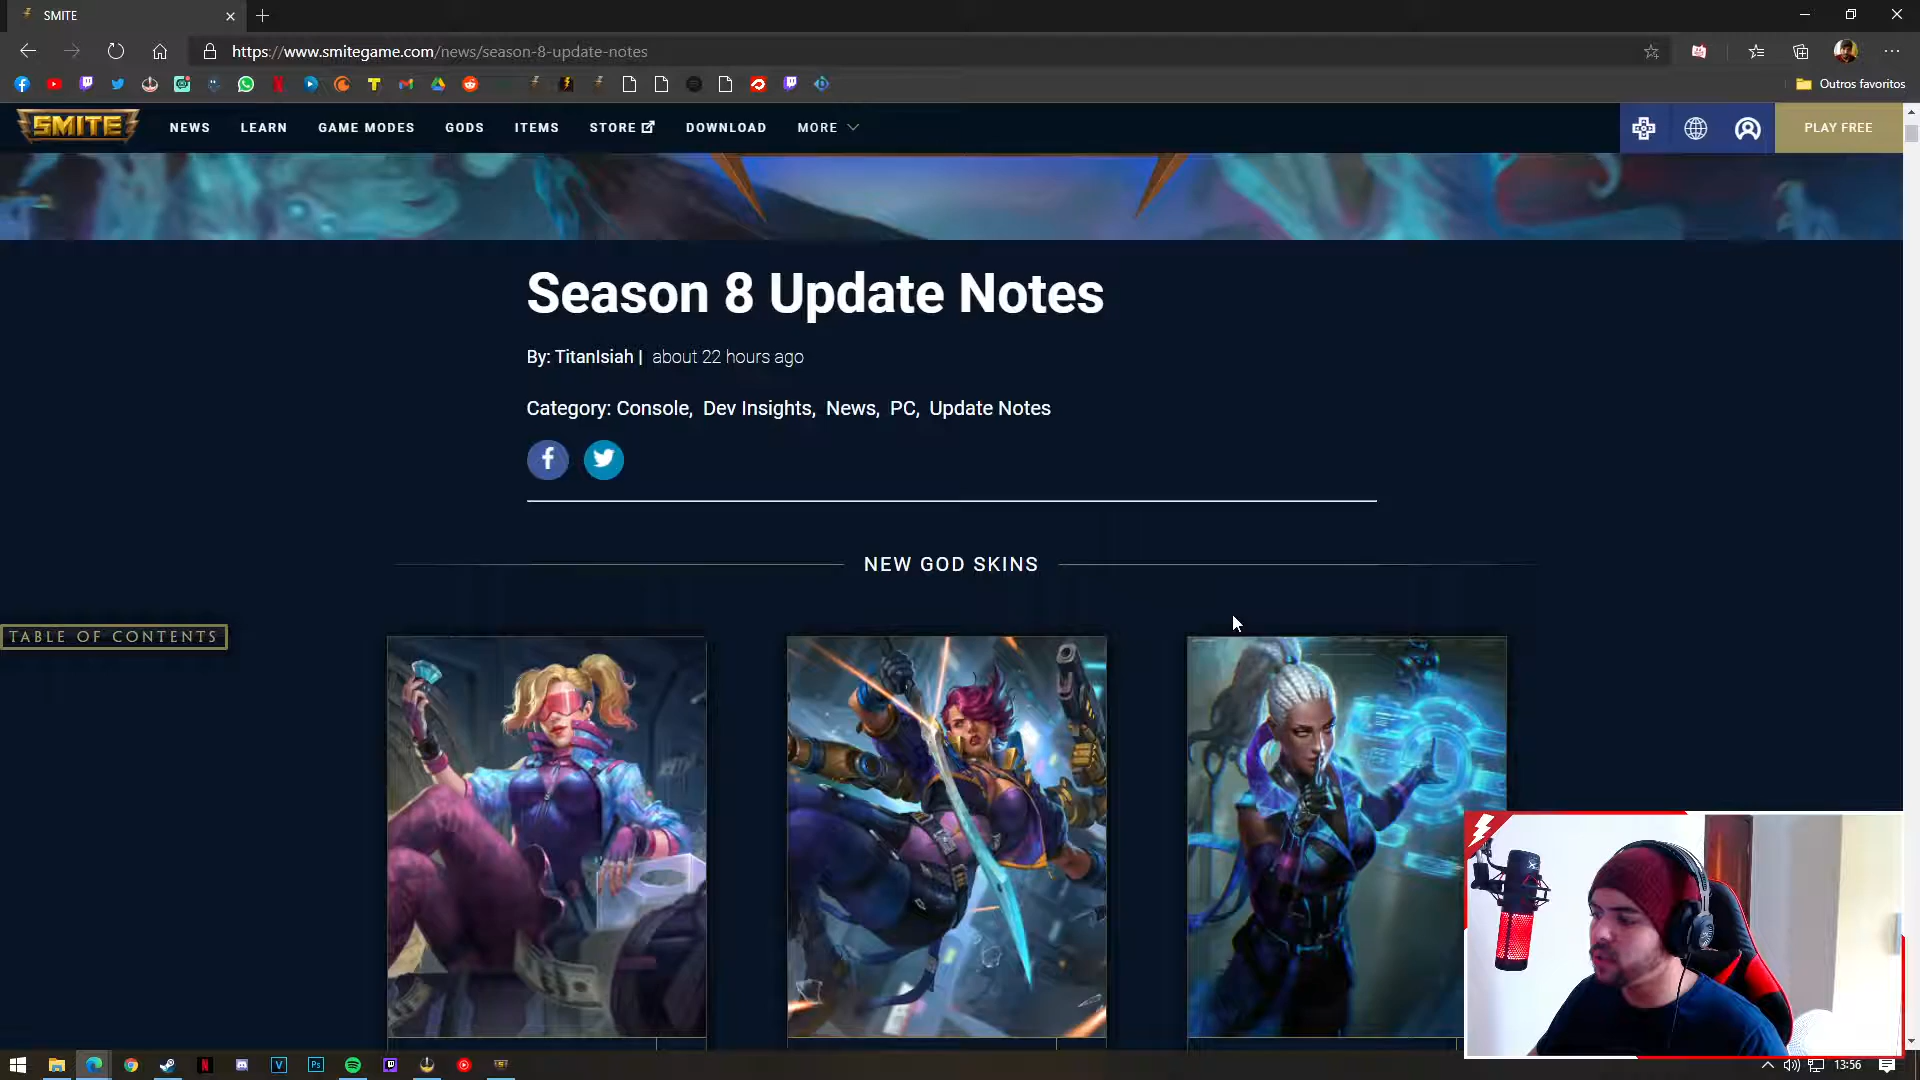 SMITE
https://www.smitegame.com/news/season-8-update-notes
Outros favoritos
SMITE
NEWS
LEARN
GAME MODES
GODS
ITEMS
STORE
DOWNLOAD
MORE
PLAY FREE
Season 8 Update Notes
By: TitanIsiah | about 22 hours ago
Category: Console, Dev Insights, News, PC, Update Notes
NEW GOD SKINS
TABLE OF CONTENTS
13:56